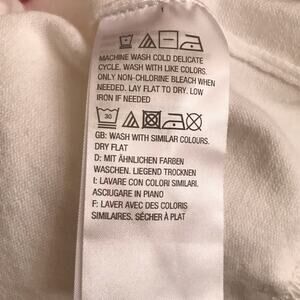 MACHINE WASH COLD DELICATE
CYCLE. WASH WITH LIKE COLORS.
ONLY NON-CHLORINE BLEACH WHEN
NEEDED. LAY FLAT TO DRY. LOW
IRON IF NEEDED
30
GB: WASH WITH SIMILAR COLOURS.
DRY FLAT
D: MIT ÄHNLICHEN FARBEN
WASCHEN. LIEGEND TROCKNEN
I: LAVARE CON COLORI SIMILARI.
ASCIUGARE IN PIANO
F: LAVER AVEC DES COLORIS
SIMILAIRES. SÉCHER À PLAT